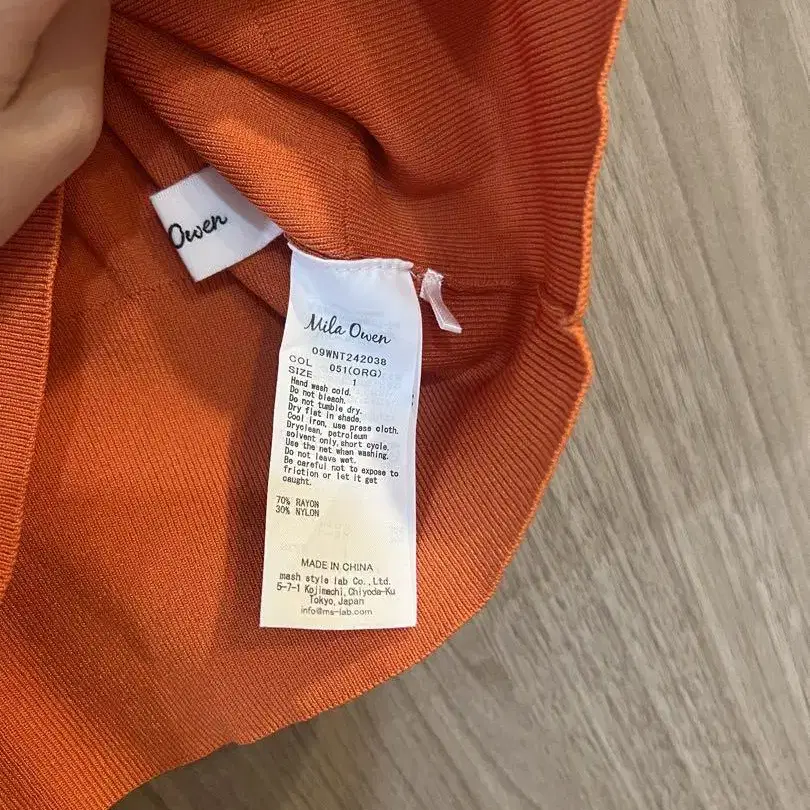 Owen
Mila Owen
09WNT242038
COL 051(ORG)
SIZE 1
Hand wash cold.
Do not bleach.
Do not tumble dry.
Dry flat in shade.
Cool iron, use press cloth.
Dryclean, petroleum
solvent only,short cycle,
Use the net when washing.
Do not leave wet.
Be careful not to expose to
friction or let it get
caught.
70% RAYON
30% NYLON
MADE IN CHINA
mash style lab Co.,Ltd.
5-7-1 Kojimachi,Chiyoda-Ku
Tokyo,Japan
info@ms-lab.com